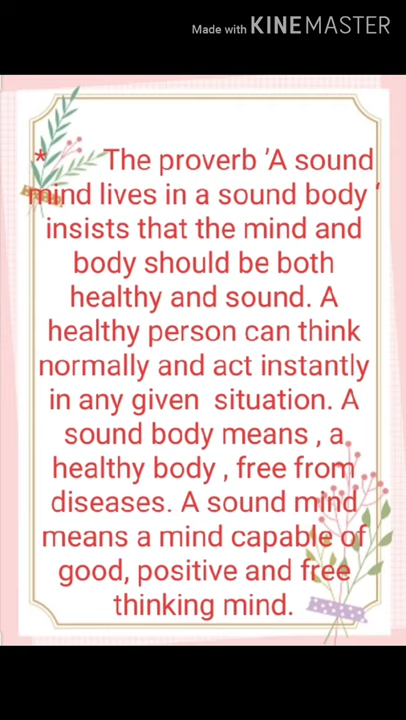 Made with KINEMASTER
* The proverb 'A sound
mind lives in a sound body '
insists that the mind and
body should be both
healthy and sound. A
healthy person can think
normally and act instantly
in any given situation. A
sound body means , a
healthy body , free from
diseases. A sound mind
means a mind capable of
good, positive and free
thinking mind.